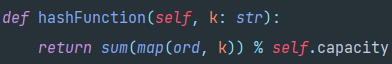 def hashFunction(self, k: str):
    return sum(map(ord, k)) % self.capacity